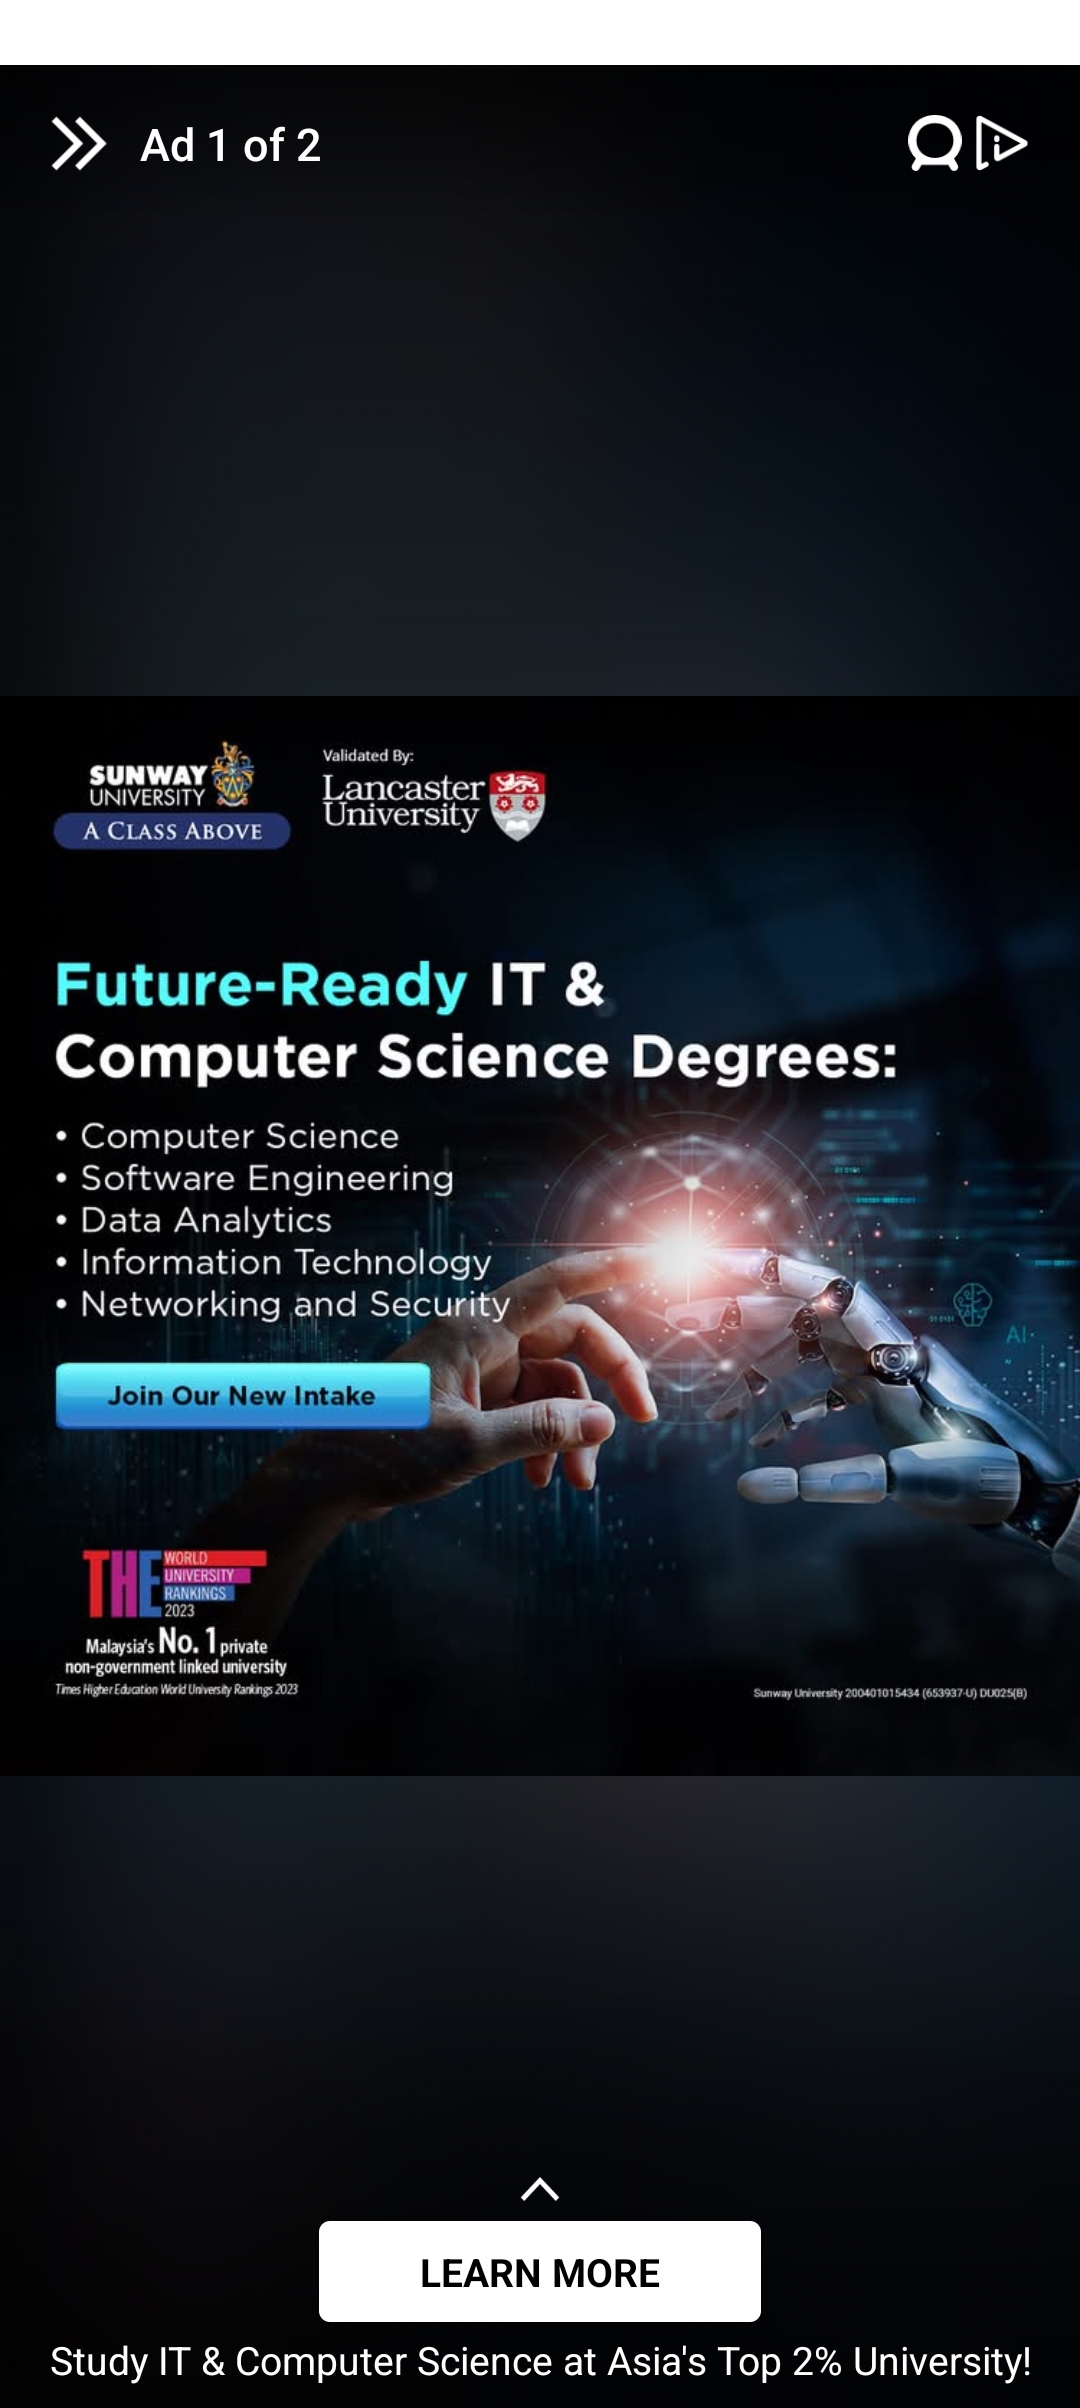 Ad 1 of 2
SUNWAY
UNIVERSITY
A CLASS ABOVE
Validated By:
Lancaster
University
Future-Ready IT &
Computer Science Degrees:
• Computer Science
• Software Engineering
• Data Analytics
• Information Technology
• Networking and Security
Join Our New Intake
AI
THE WORLD
UNIVERSITY
RANKINGS
2023
Malaysia's No. 1 private
non-government linked university
Times Higher Education World University Rankings 2023
Sunway University 200401015434 (653937-U) DU025(B)
LEARN MORE
Study IT & Computer Science at Asia's Top 2% University!